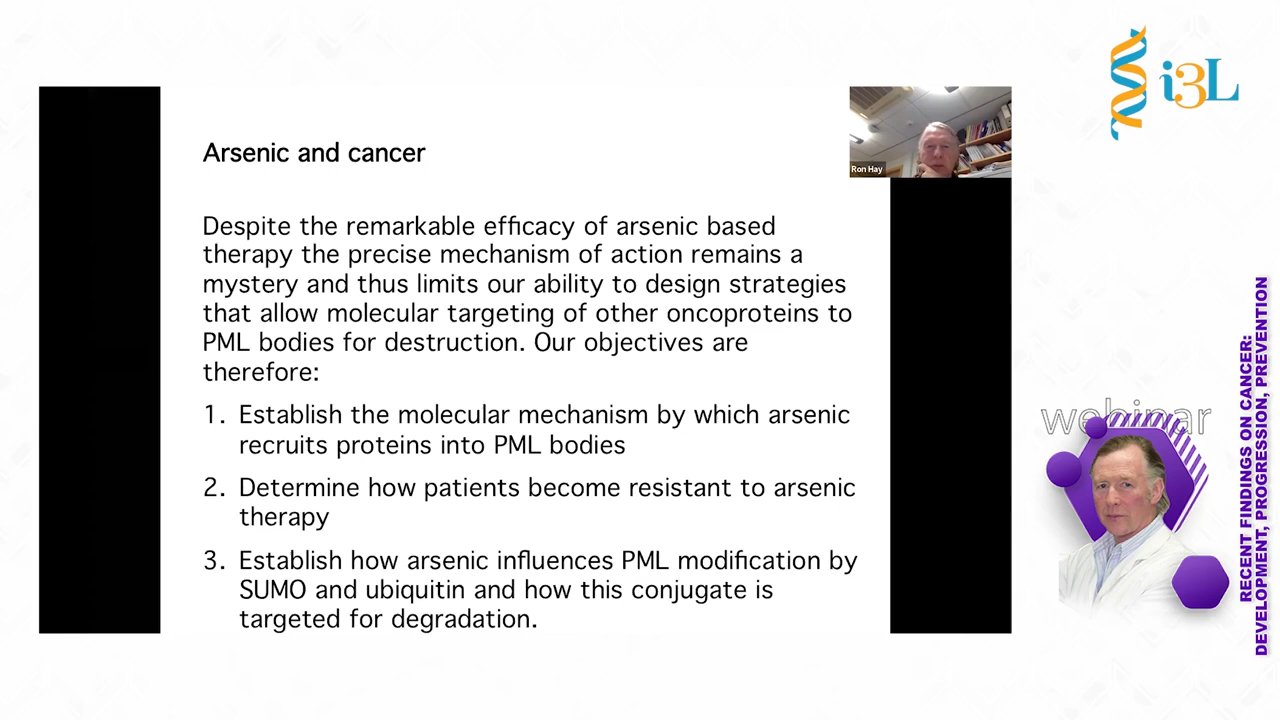 i3L
Arsenic and cancer
Ron Hay
Despite the remarkable efficacy of arsenic based
therapy the precise mechanism of action remains a
mystery and thus limits our ability to design strategies
that allow molecular targeting of other oncoproteins to
PML bodies for destruction. Our objectives are
therefore:
1. Establish the molecular mechanism by which arsenic
recruits proteins into PML bodies
2. Determine how patients become resistant to arsenic
therapy
3. Establish how arsenic influences PML modification by
SUMO and ubiquitin and how this conjugate is
targeted for degradation.
webinar
RECENT FINDINGS ON CANCER:
DEVELOPMENT, PROGRESSION, PREVENTION